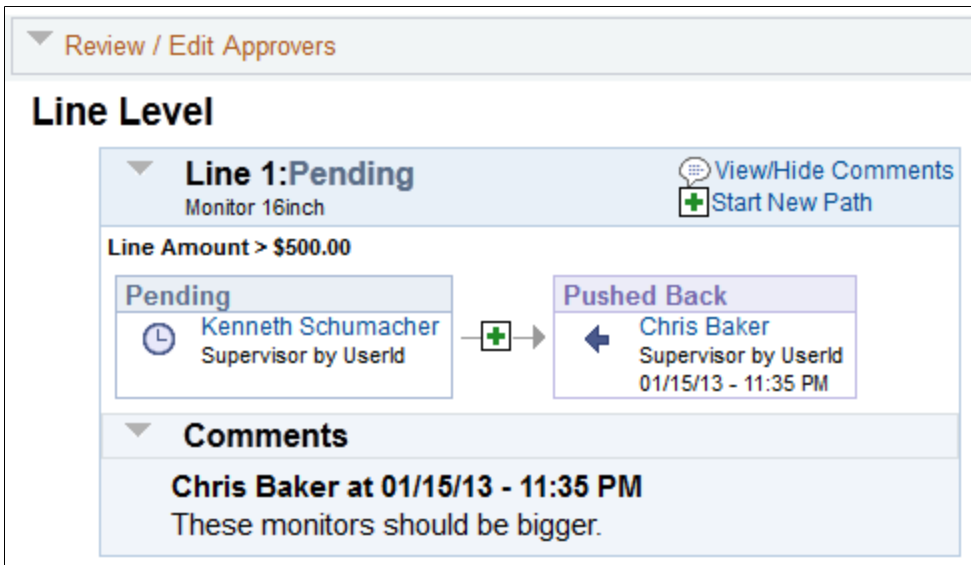 Review / Edit Approvers
Line Level
Line 1:Pending
View/Hide Comments
Monitor 16inch
Start New Path
Line Amount > $500.00
Pending
Kenneth Schumacher
Supervisor by UserId
Pushed Back
Chris Baker
Supervisor by UserId
01/15/13 - 11:35 PM
Comments
Chris Baker at 01/15/13 - 11:35 PM
These monitors should be bigger.